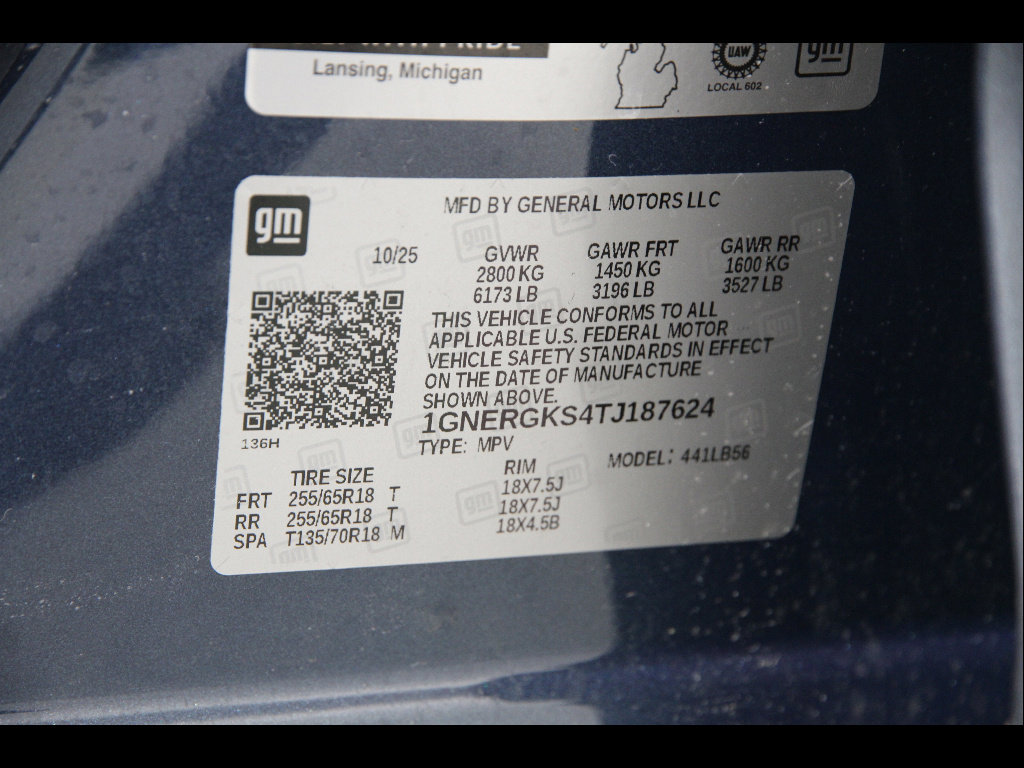 WITH PRIDE
Lansing, Michigan
UAW
LOCAL 602
gm
gm
MFD BY GENERAL MOTORS LLC
10/25
GVWR GAWR FRT GAWR RR
2800 KG 1450 KG 1600 KG
6173 LB 3196 LB 3527 LB
THIS VEHICLE CONFORMS TO ALL
APPLICABLE U.S. FEDERAL MOTOR
VEHICLE SAFETY STANDARDS IN EFFECT
ON THE DATE OF MANUFACTURE
SHOWN ABOVE.
1GNERGKS4TJ187624
136H
TYPE: MPV MODEL: 441LB56
TIRE SIZE RIM
FRT 255/65R18 T 18X7.5J
RR 255/65R18 T 18X7.5J
SPA T135/70R18 M 18X4.5B